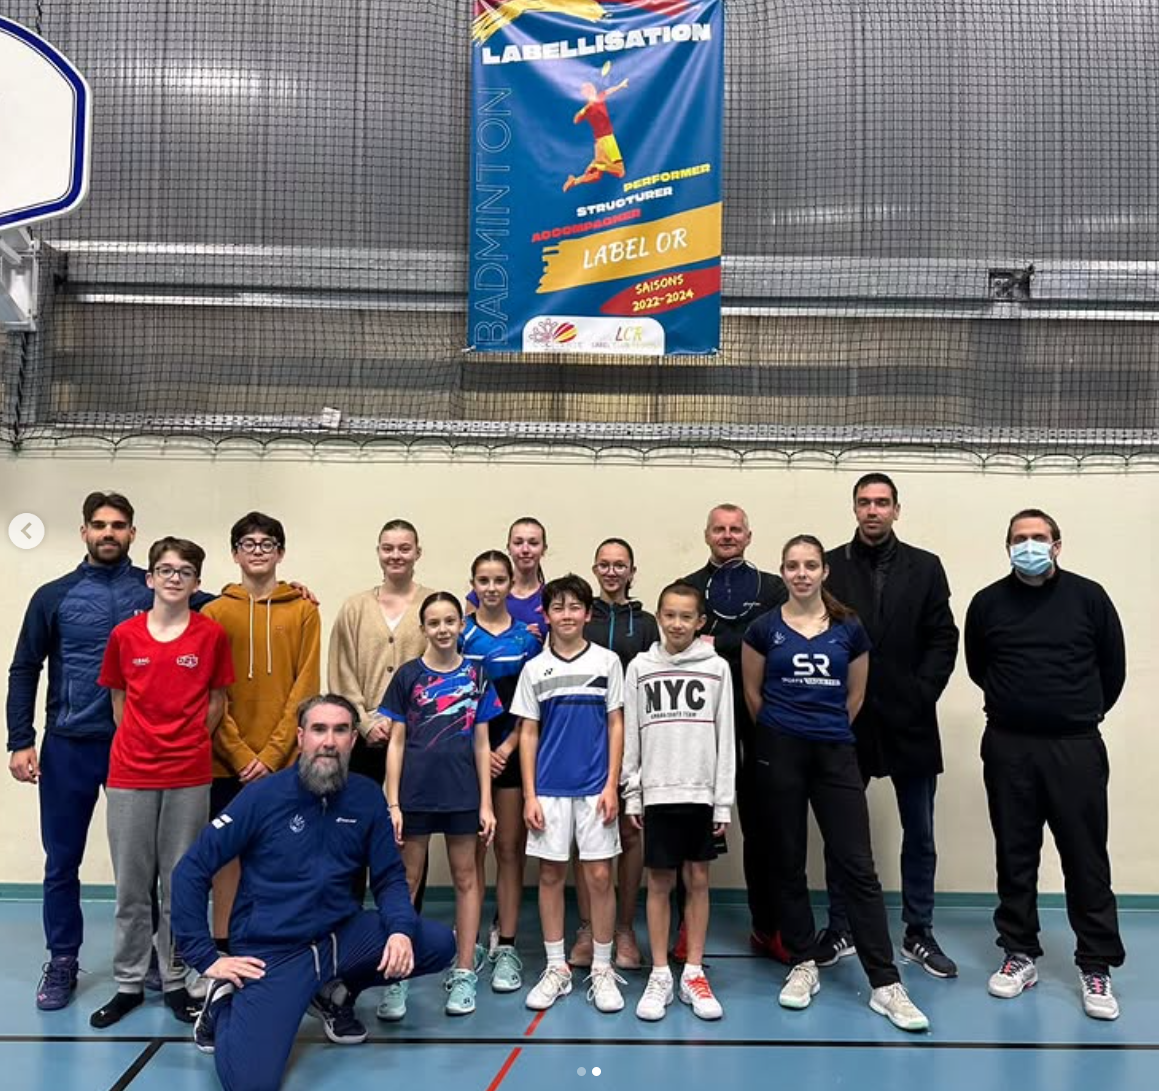 LABELLISATION
BADMINTON
PERFORMER
STRUCTURER
ACCOMPAGNER
LABEL OR
SAISONS
2022-2024
LCR
NYC
SR